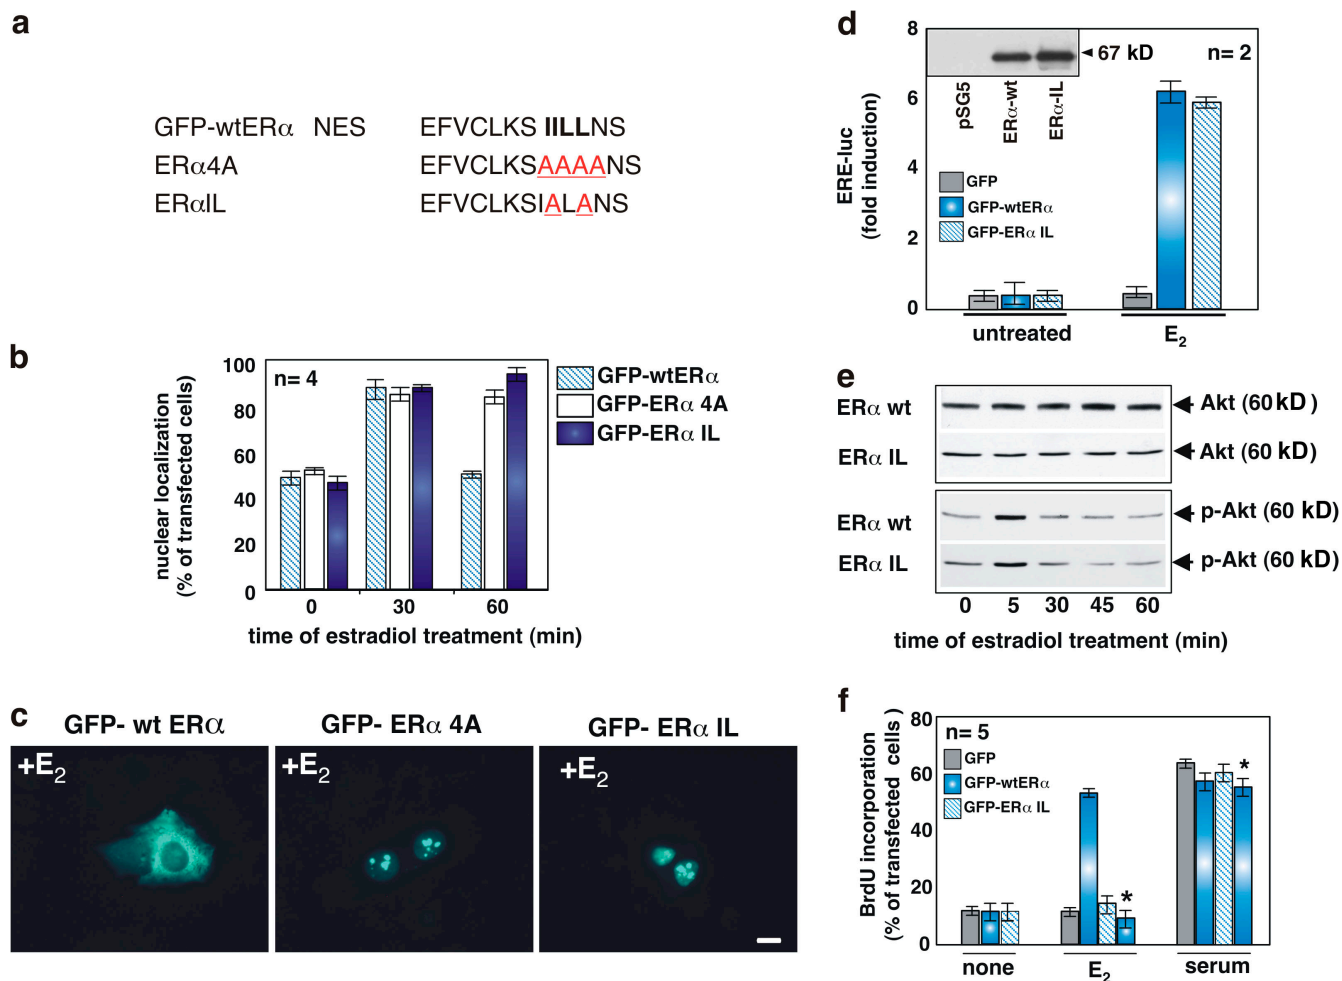 a
GFP-wtERα NES EFVCLKS IILLNS
ERα4A EFVCLKSAAAANS
ERαIL EFVCLKSIALANS
b
nuclear localization
(% of transfected cells)
100
80
60
40
20
0
n= 4
GFP-wtERα
GFP-ERα 4A
GFP-ERα IL
0 30 60
time of estradiol treatment (min)
c
GFP- wt ERα
GFP- ERα 4A
GFP- ERα IL
+E2
+E2
+E2
d
ERE-luc
(fold induction)
8
6
4
2
0
67 kD
n= 2
pSG5
ERα-wt
ERα-IL
GFP
GFP-wtERα
GFP-ERα IL
untreated
E2
e
ERα wt Akt (60 kD )
ERα IL Akt (60 kD)
ERα wt p-Akt (60 kD)
ERα IL p-Akt (60 kD)
0 5 30 45 60
time of estradiol treatment (min)
f
BrdU incorporation
(% of transfected cells)
80
60
40
20
0
n= 5
GFP
GFP-wtERα
GFP-ERα IL
*
*
none
E2
serum